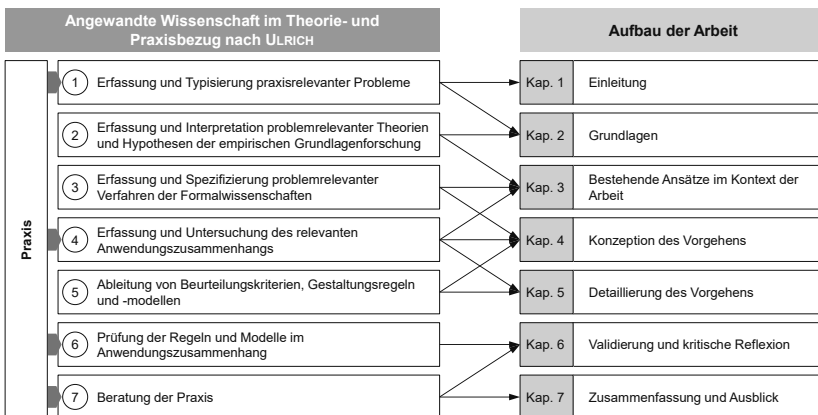 Angewandte Wissenschaft im Theorie- und
Praxisbezug nach ULRICH
Aufbau der Arbeit
Praxis
1 Erfassung und Typisierung praxisrelevanter Probleme
Kap. 1 Einleitung
2 Erfassung und Interpretation problemrelevanter Theorien
und Hypothesen der empirischen Grundlagenforschung
Kap. 2 Grundlagen
3 Erfassung und Spezifizierung problemrelevanter
Verfahren der Formalwissenschaften
Kap. 3 Bestehende Ansätze im Kontext der
Arbeit
4 Erfassung und Untersuchung des relevanten
Anwendungszusammenhangs
Kap. 4 Konzeption des Vorgehens
5 Ableitung von Beurteilungskriterien, Gestaltungsregeln
und -modellen
Kap. 5 Detaillierung des Vorgehens
6 Prüfung der Regeln und Modelle im
Anwendungszusammenhang
Kap. 6 Validierung und kritische Reflexion
7 Beratung der Praxis
Kap. 7 Zusammenfassung und Ausblick